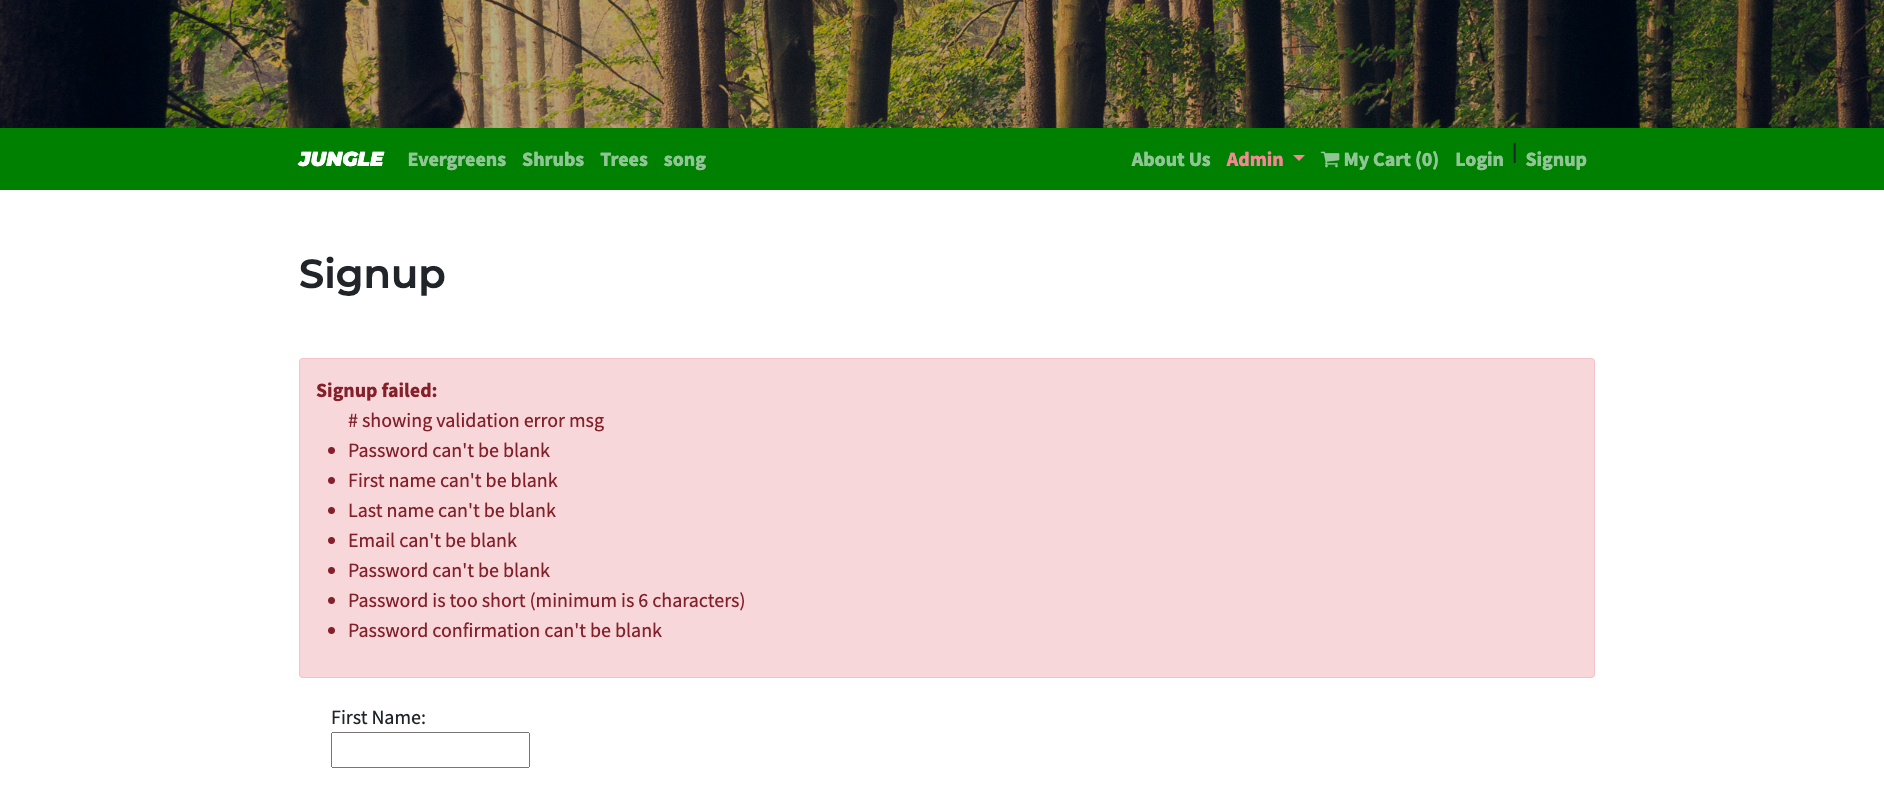 JUNGLE Evergreens Shrubs Trees song About Us Admin My Cart (0) Login | Signup
Signup
Signup failed:
# showing validation error msg
• Password can't be blank
• First name can't be blank
• Last name can't be blank
• Email can't be blank
• Password can't be blank
• Password is too short (minimum is 6 characters)
• Password confirmation can't be blank
First Name: